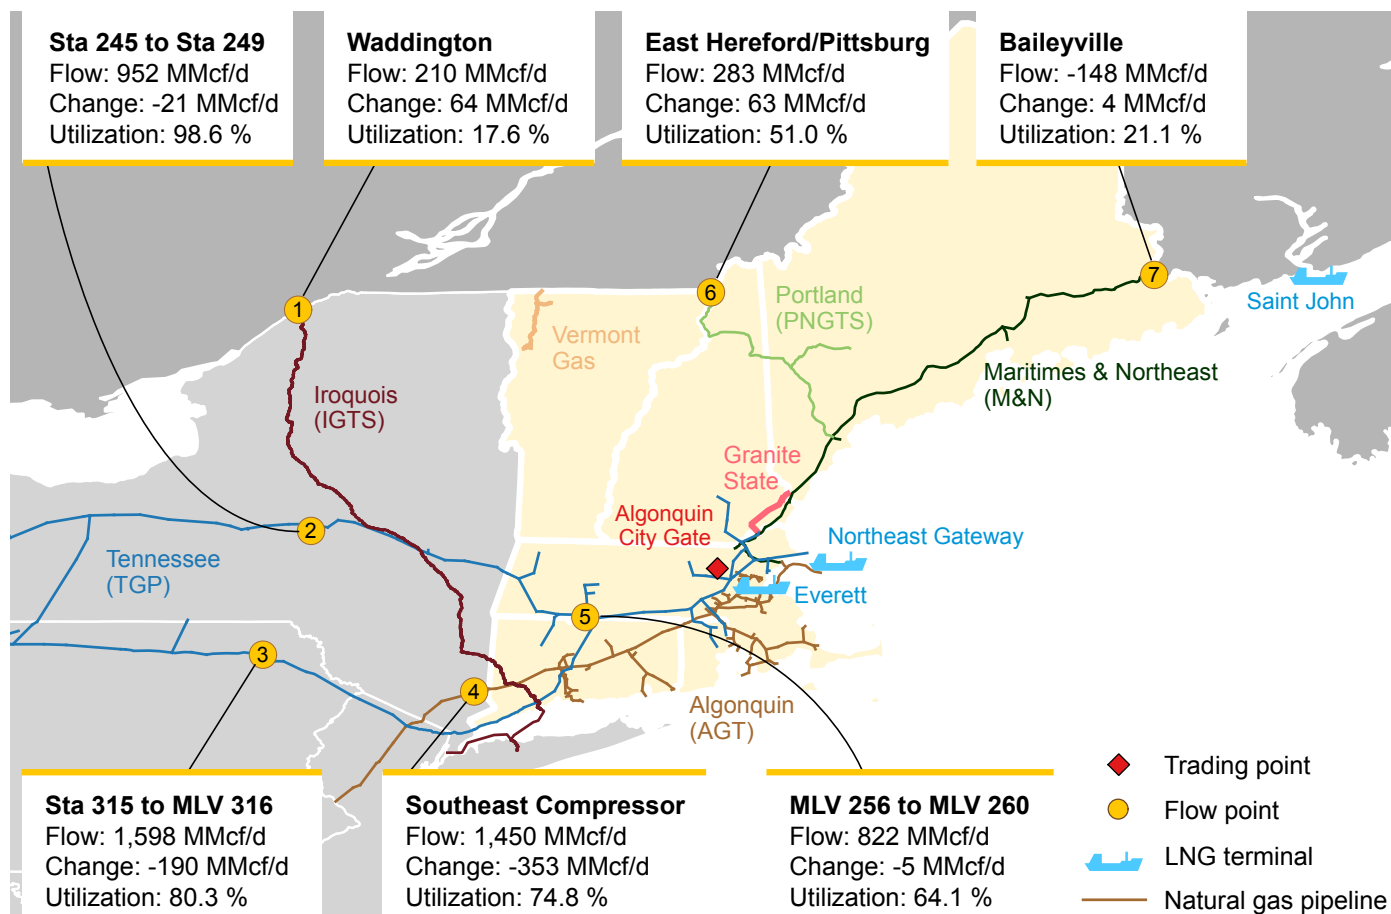 Sta 245 to Sta 249
Flow: 952 MMcf/d
Change: -21 MMcf/d
Utilization: 98.6 %
Waddington
Flow: 210 MMcf/d
Change: 64 MMcf/d
Utilization: 17.6 %
East Hereford/Pittsburg
Flow: 283 MMcf/d
Change: 63 MMcf/d
Utilization: 51.0 %
Baileyville
Flow: -148 MMcf/d
Change: 4 MMcf/d
Utilization: 21.1 %
1
6
7
Vermont
Gas
Portland
(PNGTS)
Saint John
Iroquois
(IGTS)
Maritimes & Northeast
(M&N)
Granite
State
2
Algonquin
City Gate
Northeast Gateway
Tennessee
(TGP)
Everett
5
3
4
Algonquin
(AGT)
Sta 315 to MLV 316
Flow: 1,598 MMcf/d
Change: -190 MMcf/d
Utilization: 80.3 %
Southeast Compressor
Flow: 1,450 MMcf/d
Change: -353 MMcf/d
Utilization: 74.8 %
MLV 256 to MLV 260
Flow: 822 MMcf/d
Change: -5 MMcf/d
Utilization: 64.1 %
Trading point
Flow point
LNG terminal
Natural gas pipeline